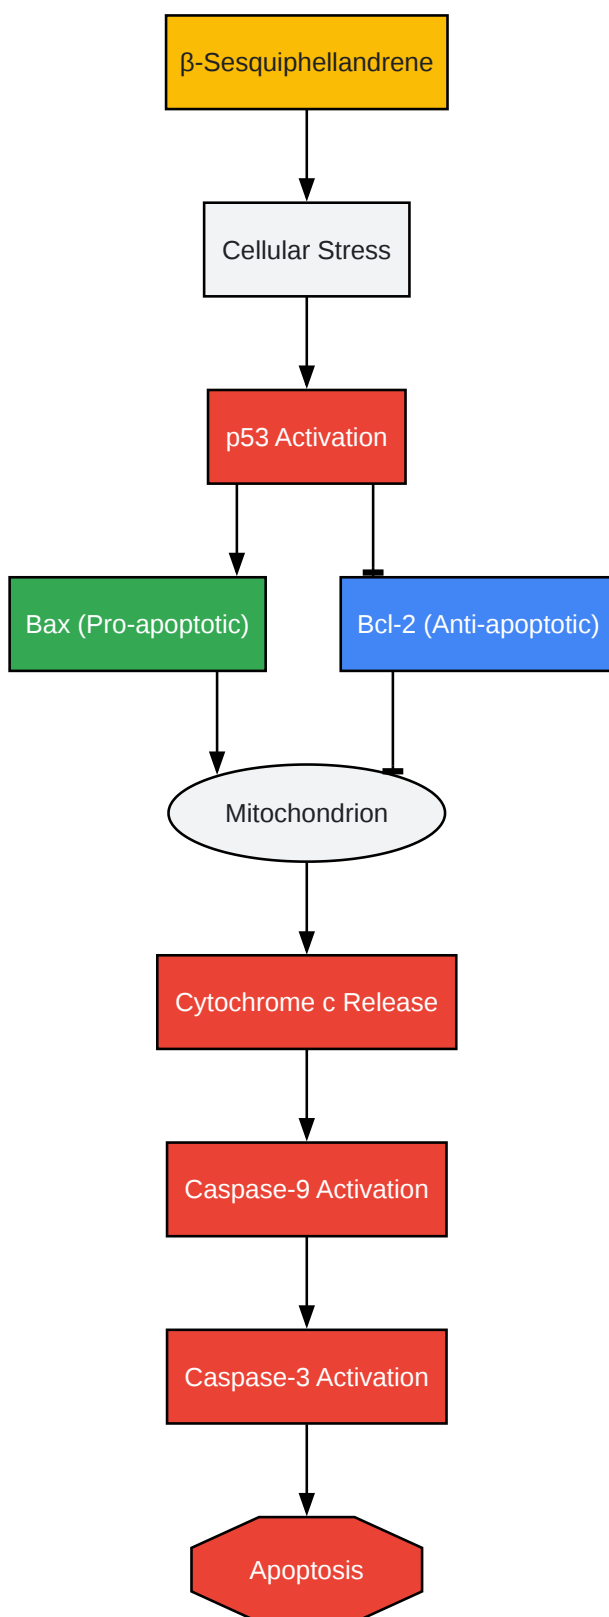 β-Sesquiphellandrene
Cellular Stress
p53 Activation
Bax (Pro-apoptotic)
Bcl-2 (Anti-apoptotic)
Mitochondrion
Cytochrome c Release
Caspase-9 Activation
Caspase-3 Activation
Apoptosis